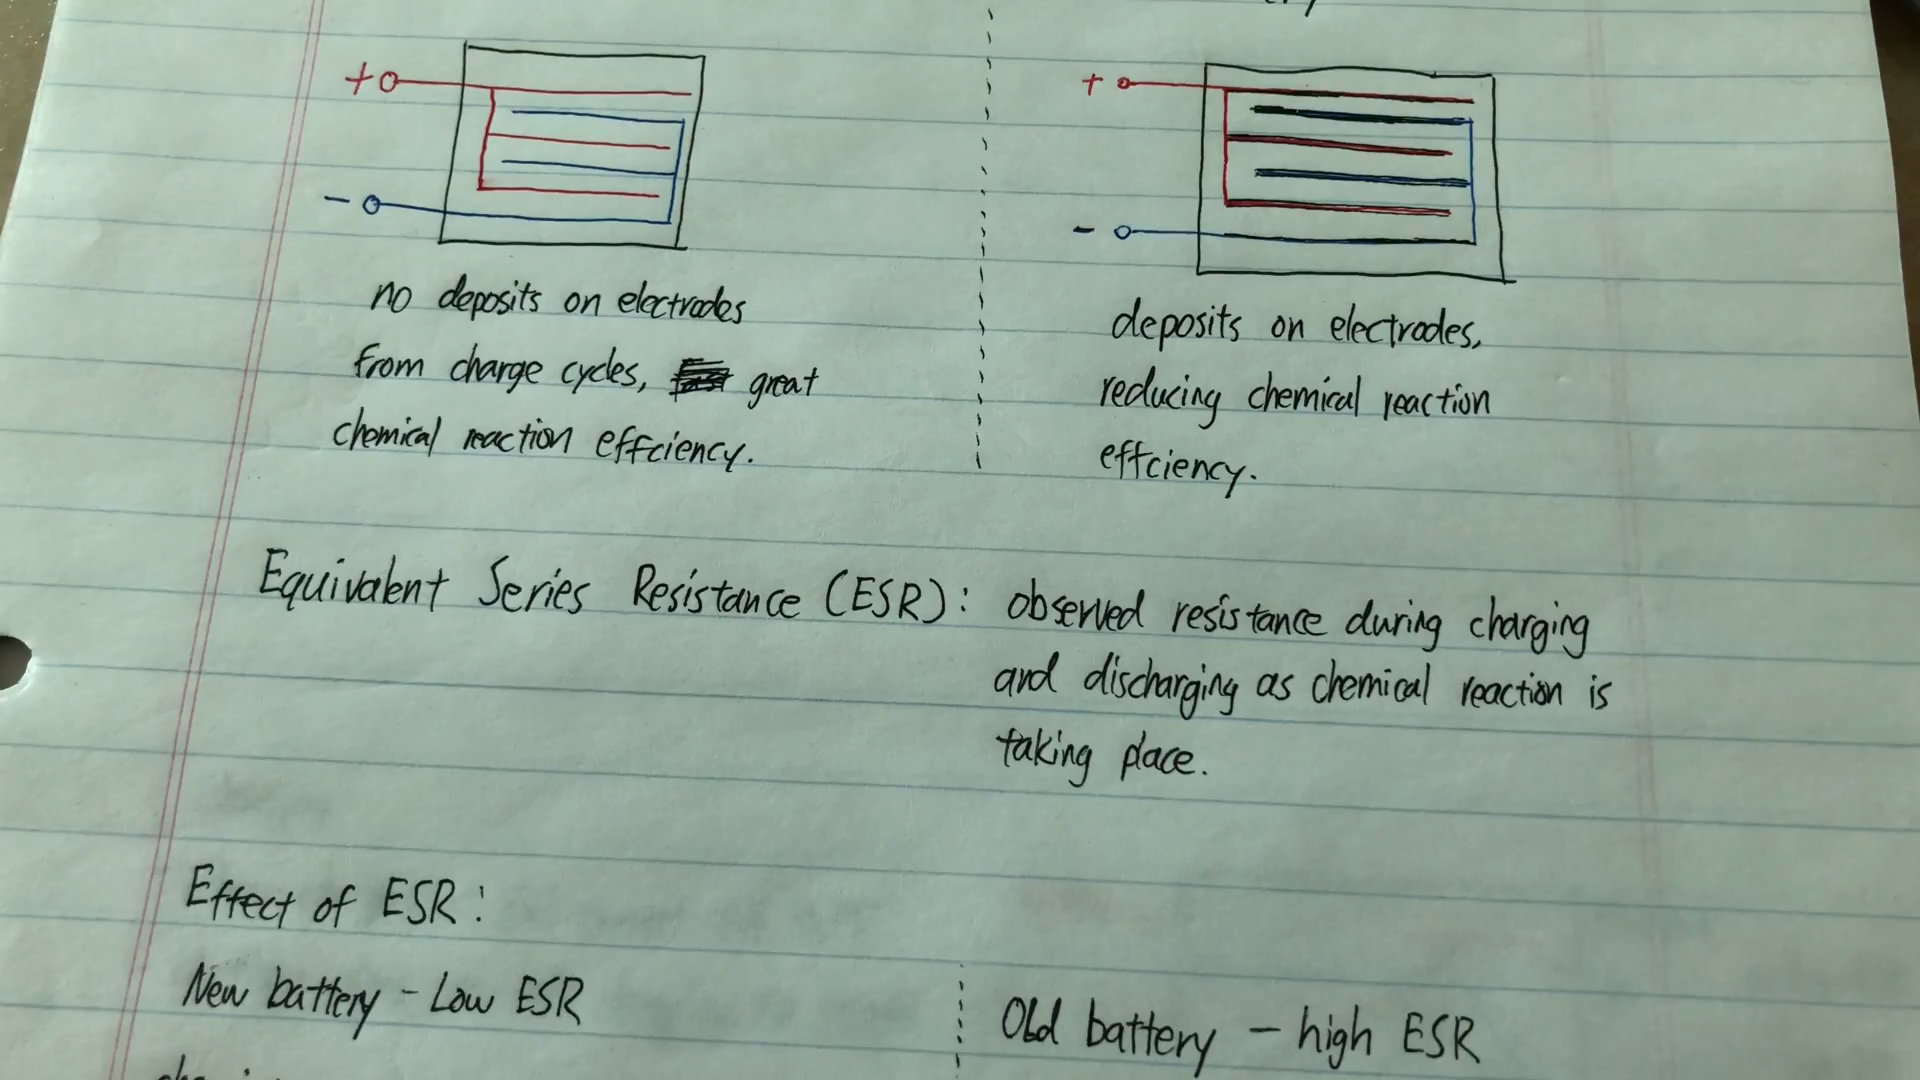 +
-
no deposits on electrodes
from charge cycles, great
chemical reaction effciency.
+
-
deposits on electrodes,
reducing chemical reaction
effciency.
Equivalent Series Resistance (ESR): observed resistance during charging
and discharging as chemical reaction is
taking place.
Effect of ESR:
New battery - Low ESR
Old battery - high ESR